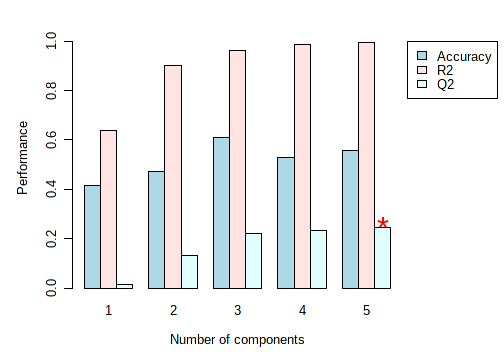 Performance
1.0
0.8
0.6
0.4
0.2
0.0
1 2 3 4 5
Number of components
Accuracy
R2
Q2
*